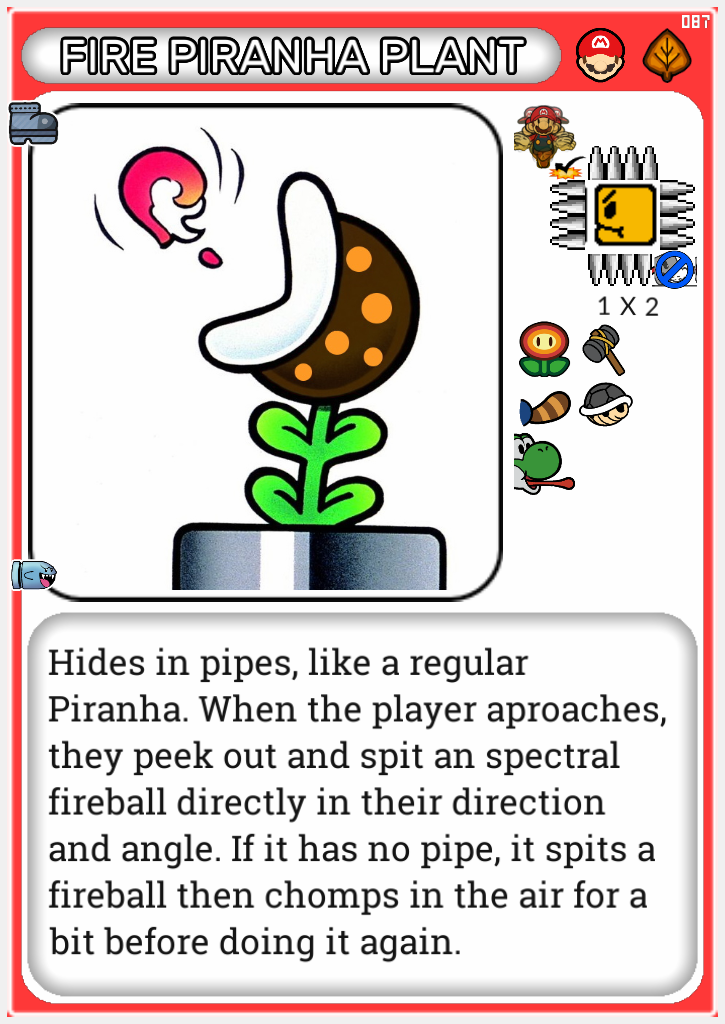 087
FIRE PIRANHA PLANT
1 X 2
Hides in pipes, like a regular
Piranha. When the player aproaches,
they peek out and spit an spectral
fireball directly in their direction
and angle. If it has no pipe, it spits a
fireball then chomps in the air for a
bit before doing it again.